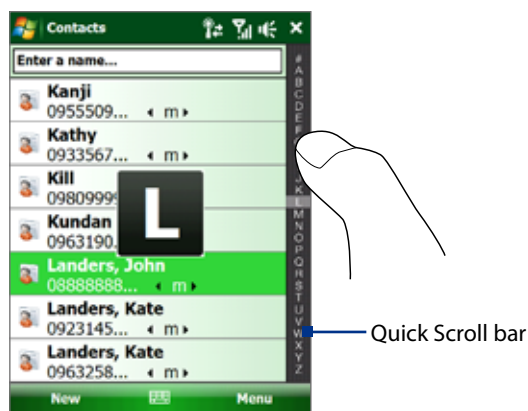 Contacts
Enter a name...
Kanji
0955509... m
Kathy
0933567... m
Kill
0980999
Kundan
0963190.
L
Landers, John
08888888... m
Landers, Kate
0923145... m
Landers, Kate
0963258... m
#
A
B
C
D
E
F
J
K
L
M
N
O
P
Q
R
S
T
U
V
W
X
Y
Z
Quick Scroll bar
New
Menu